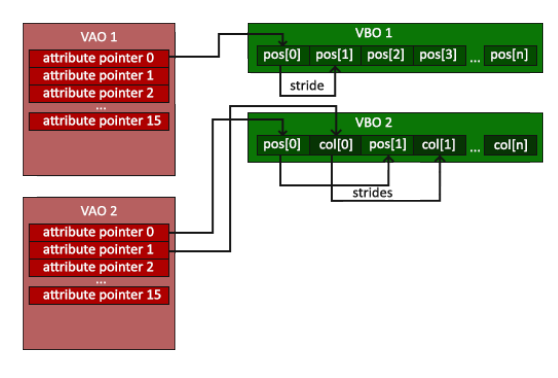 VAO 1
attribute pointer 0
attribute pointer 1
attribute pointer 2
...
attribute pointer 15
VBO 1
pos[0] pos[1] pos[2] pos[3] ... pos[n]
stride
VBO 2
pos[0] col[0] pos[1] col[1] ... col[n]
strides
VAO 2
attribute pointer 0
attribute pointer 1
attribute pointer 2
...
attribute pointer 15